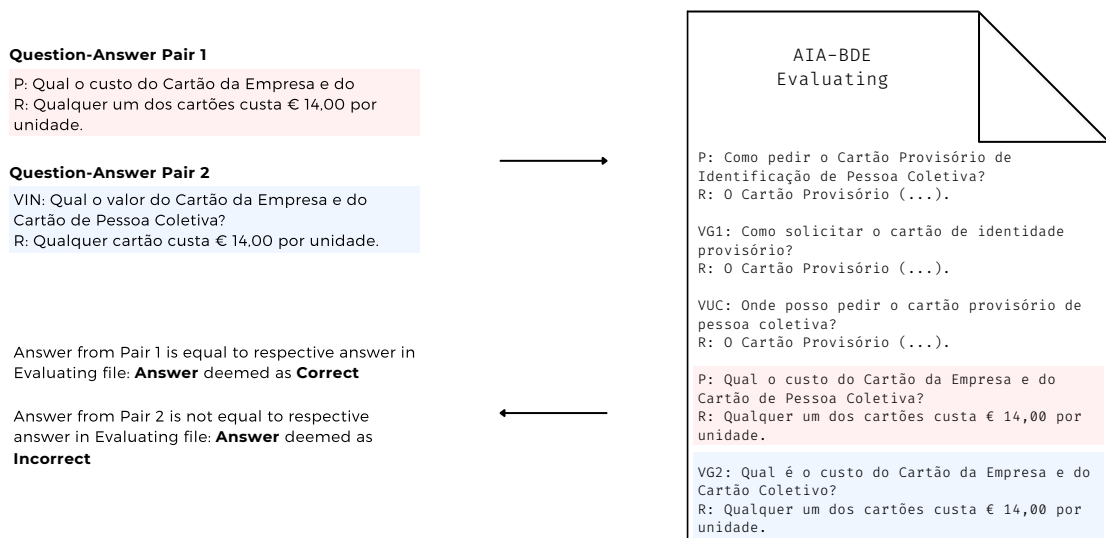 Question-Answer Pair 1
P: Qual o custo do Cartão da Empresa e do
R: Qualquer um dos cartões custa € 14,00 por
unidade.
Question-Answer Pair 2
VIN: Qual o valor do Cartão da Empresa e do
Cartão de Pessoa Coletiva?
R: Qualquer cartão custa € 14,00 por unidade.
Answer from Pair 1 is equal to respective answer in
Evaluating file: Answer deemed as Correct
Answer from Pair 2 is not equal to respective
answer in Evaluating file: Answer deemed as
Incorrect
AIA-BDE
Evaluating
P: Como pedir o Cartão Provisório de
Identificação de Pessoa Coletiva?
R: O Cartão Provisório (...).
VG1: Como solicitar o cartão de identidade
provisório?
R: O Cartão Provisório (...).
VUC: Onde posso pedir o cartão provisório de
pessoa coletiva?
R: O Cartão Provisório (...).
P: Qual o custo do Cartão da Empresa e do
Cartão de Pessoa Coletiva?
R: Qualquer um dos cartões custa € 14,00 por
unidade.
VG2: Qual é o custo do Cartão da Empresa e do
Cartão Coletivo?
R: Qualquer um dos cartões custa € 14,00 por
unidade.